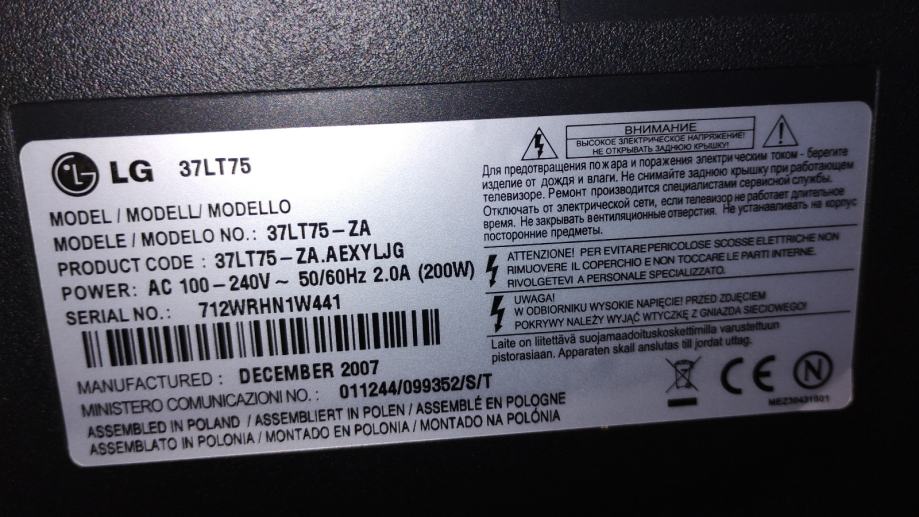 LG 37LT75
MODEL / MODELL/ MODELLO
MODELE / MODELO NO.: 37LT75-ZA
PRODUCT CODE : 37LT75-ZA.AEXYLJG
POWER: AC 100-240V ~ 50/60Hz 2.0A (200W)
SERIAL NO.: 712WRHN1W441
MANUFACTURED : DECEMBER 2007
MINISTERO COMUNICAZIONI NO.: 011244/099352/S/T
ASSEMBLED IN POLAND / ASSEMBLIERT IN POLEN / ASSEMBLÉ EN POLOGNE
ASSEMBLATO IN POLONIA / MONTADO EN POLONIA / MONTADO NA POLÓNIA
ВНИМАНИЕ
ВЫСОКОЕ ЭЛЕКТРИЧЕСКОЕ НАПРЯЖЕНИЕ!
НЕ ОТКРЫВАТЬ ЗАДНЮЮ КРЫШКУ!
Для предотвращения пожара и поражения электрическим током - берегите
изделие от дождя и влаги. Не снимайте заднюю крышку при работающем
телевизоре. Ремонт производится специалистами сервисной службы.
Отключать от электрической сети, если телевизор не работает длительное
время. Не закрывать вентиляционные отверстия. Не устанавливать на корпус
посторонние предметы.
ATTENZIONE! PER EVITARE PERICOLOSE SCOSSE ELETTRICHE NON
RIMUOVERE IL COPERCHIO E NON TOCCARE LE PARTI INTERNE.
RIVOLGETEVI A PERSONALE SPECIALIZZATO.
UWAGA!
W ODBIORNIKU WYSOKIE NAPIĘCIE! PRZED ZDJĘCIEM
POKRYWY NALEŻY WYJĄĆ WTYCZKĘ Z GNIAZDA SIECIOWEGO!
Laite on liitettävä suojamaadoituskoskettimilla varustettuun
pistorasiaan. Apparaten skall anslutas till jordat uttag.
CE N
MEZ30431901